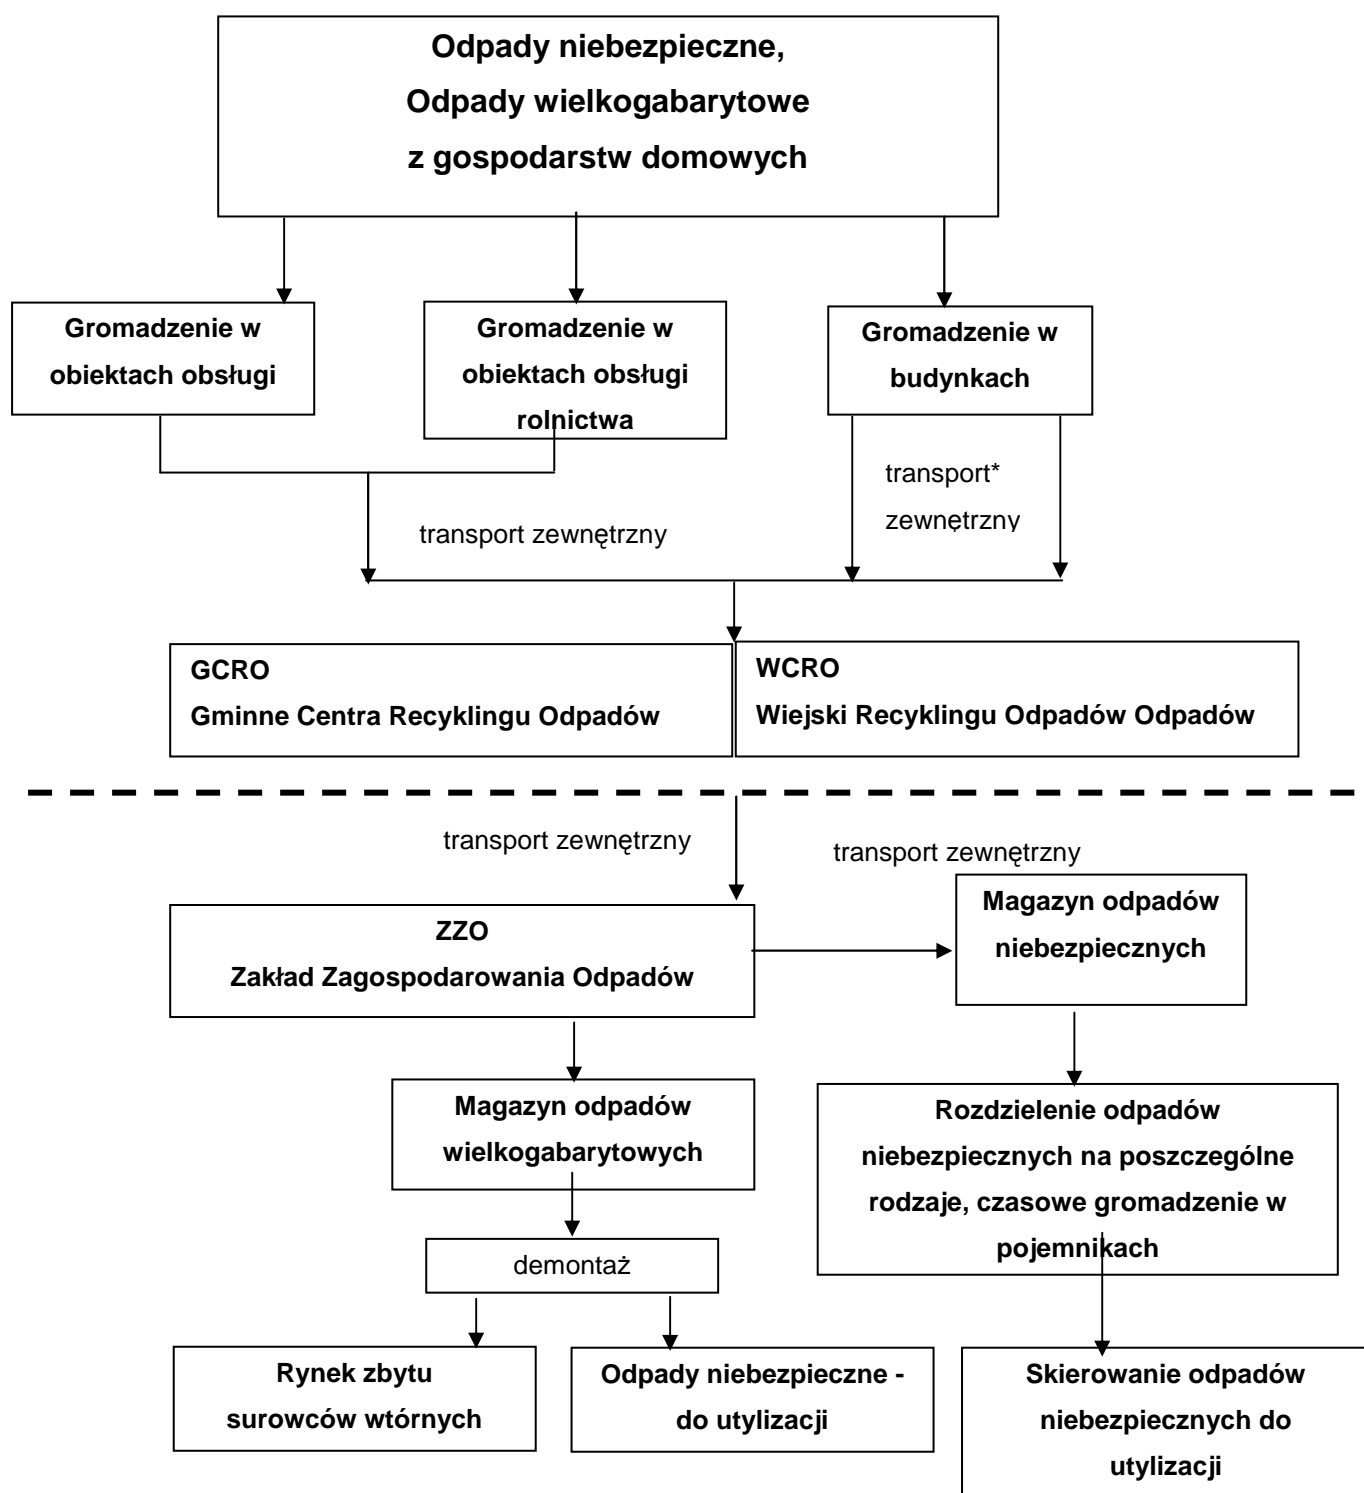 Odpady niebezpieczne,
Odpady wielkogabarytowe
z gospodarstw domowych
Gromadzenie w
obiektach obsługi
Gromadzenie w
obiektach obsługi
rolnictwa
Gromadzenie w
budynkach
transport*
zewnętrzny
transport zewnętrzny
GCRO
Gminne Centra Recyklingu Odpadów
WCRO
Wiejski Recyklingu Odpadów Odpadów
transport zewnętrzny
transport zewnętrzny
ZZO
Zakład Zagospodarowania Odpadów
Magazyn odpadów
niebezpiecznych
Magazyn odpadów
wielkogabarytowych
Rozdzielenie odpadów
niebezpiecznych na poszczególne
rodzaje, czasowe gromadzenie w
pojemnikach
demontaż
Rynek zbytu
surowców wtórnych
Odpady niebezpieczne -
do utylizacji
Skierowanie odpadów
niebezpiecznych do
utylizacji